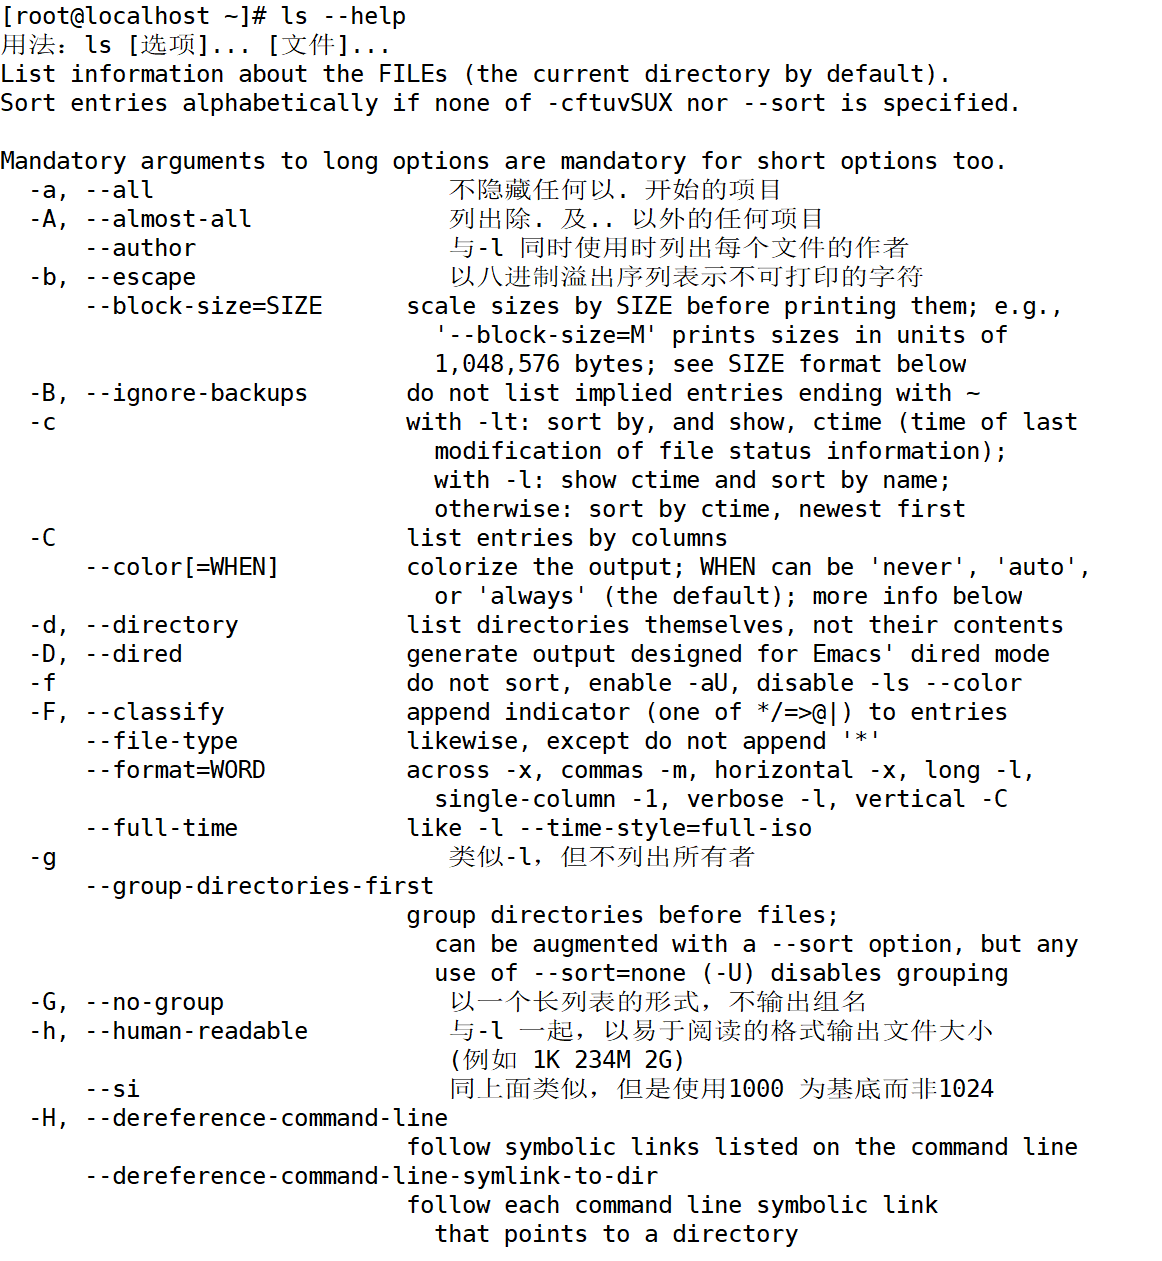 [root@localhost ~]# ls --help
用法：ls [选项]... [文件]...
List information about the FILEs (the current directory by default).
Sort entries alphabetically if none of -cftuvSUX nor --sort is specified.

Mandatory arguments to long options are mandatory for short options too.
  -a, --all                     不隐藏任何以. 开始的项目
  -A, --almost-all              列出除. 及.. 以外的任何项目
      --author                  与-l 同时使用时列出每个文件的作者
  -b, --escape                  以八进制溢出序列表示不可打印的字符
      --block-size=SIZE      scale sizes by SIZE before printing them; e.g.,
                               '--block-size=M' prints sizes in units of
                               1,048,576 bytes; see SIZE format below
  -B, --ignore-backups       do not list implied entries ending with ~
  -c                         with -lt: sort by, and show, ctime (time of last
                               modification of file status information);
                               with -l: show ctime and sort by name;
                               otherwise: sort by ctime, newest first
  -C                         list entries by columns
      --color[=WHEN]         colorize the output; WHEN can be 'never', 'auto',
                               or 'always' (the default); more info below
  -d, --directory            list directories themselves, not their contents
  -D, --dired                generate output designed for Emacs' dired mode
  -f                         do not sort, enable -aU, disable -ls --color
  -F, --classify             append indicator (one of */=>@|) to entries
      --file-type            likewise, except do not append '*'
      --format=WORD          across -x, commas -m, horizontal -x, long -l,
                               single-column -1, verbose -l, vertical -C
      --full-time            like -l --time-style=full-iso
  -g                            类似-l，但不列出所有者
      --group-directories-first
                             group directories before files;
                               can be augmented with a --sort option, but any
                               use of --sort=none (-U) disables grouping
  -G, --no-group                以一个长列表的形式，不输出组名
  -h, --human-readable          与-l 一起，以易于阅读的格式输出文件大小
                                (例如 1K 234M 2G)
      --si                      同上面类似，但是使用1000 为基底而非1024
  -H, --dereference-command-line
                             follow symbolic links listed on the command line
      --dereference-command-line-symlink-to-dir
                             follow each command line symbolic link
                               that points to a directory